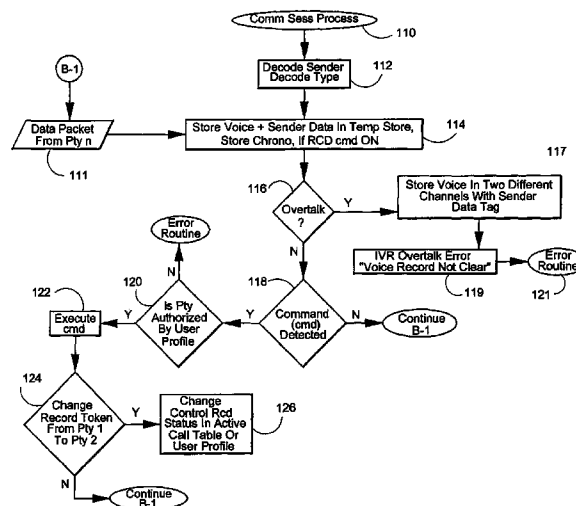 Comm Sess Process
110
Decode Sender
Decode Type
112
B-1
Data Packet
From Pty n
111
Store Voice + Sender Data In Temp Store,
Store Chrono, If RCD cmd ON
114
117
116
Overtalk
?
Y
N
Store Voice In Two Different
Channels With Sender
Data Tag
IVR Overtalk Error
"Voice Record Not Clear"
119
Error
Routine
121
Error
Routine
N
120
Is Pty
Authorized
By User
Profile
Y
118
Command
(cmd)
Detected
Y
N
Continue
B-1
122
Execute
cmd
124
Change
Record Token
From Pty 1
To Pty 2
Y
N
Change
Control Rcd
Status In Active
Call Table Or
User Profile
126
Continue
B-1